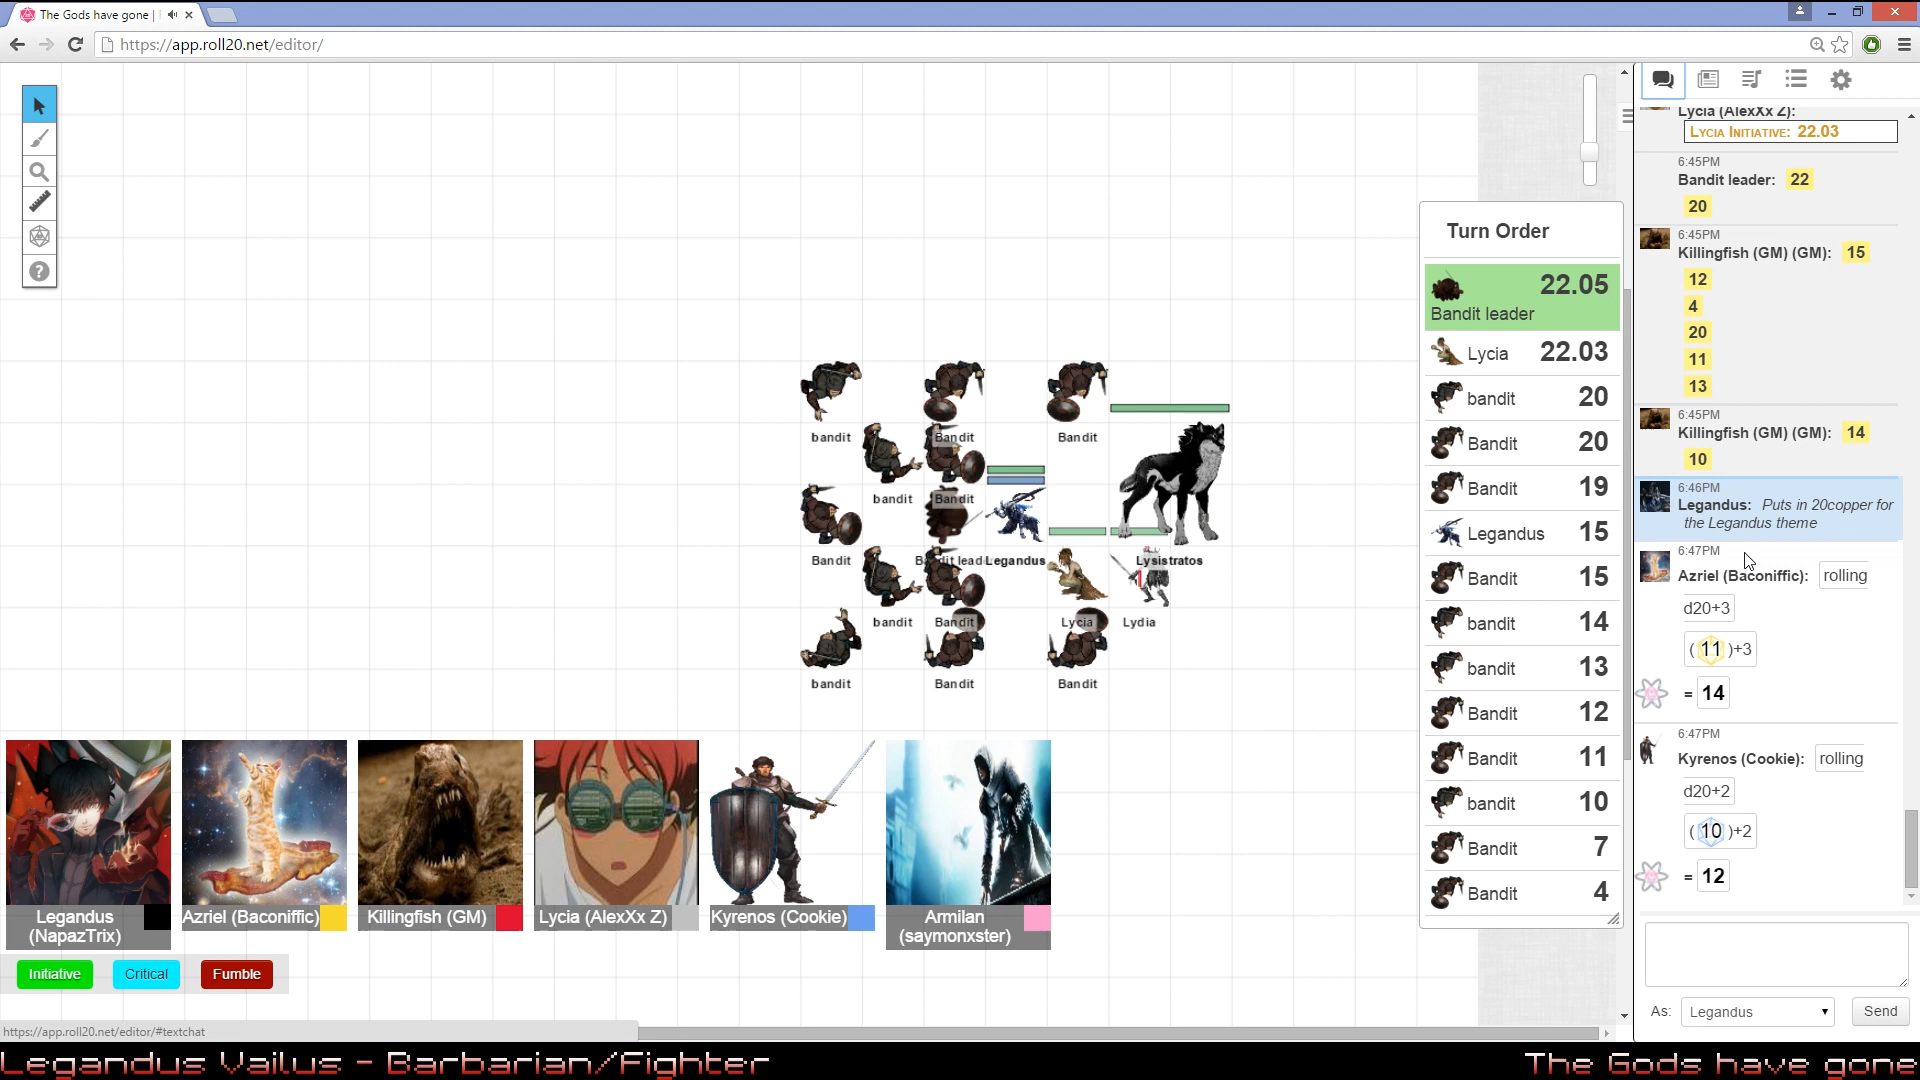 The Gods have gone |
https://app.roll20.net/editor/
Lycia (AlexXx Z):
LYCIA INITIATIVE: 22.03
6:45PM
Bandit leader: 22
20
6:45PM
Killingfish (GM) (GM): 15
12
4
20
11
13
6:45PM
Killingfish (GM) (GM): 14
10
6:46PM
Legandus: Puts in 20copper for
the Legandus theme
6:47PM
Azriel (Baconiffic): rolling
d20+3
(11)+3
= 14
6:47PM
Kyrenos (Cookie): rolling
d20+2
(10)+2
= 12
As: Legandus
Send
Turn Order
22.05
Bandit leader
Lycia 22.03
bandit 20
Bandit 20
Bandit 19
Legandus 15
Bandit 15
bandit 14
bandit 13
Bandit 12
Bandit 11
bandit 10
Bandit 7
Bandit 4
bandit
Bandit
Bandit
bandit
Bandit
Bandit
Legandus
Lysistratos
bandit
Bandit
Lycia
Lydia
bandit
Bandit
Bandit
Legandus
(NapazTrix)
Azriel (Baconiffic)
Killingfish (GM)
Lycia (AlexXx Z)
Kyrenos (Cookie)
Armilan
(saymonxster)
Initiative
Critical
Fumble
https://app.roll20.net/editor/#textchat
Legandus Vailus - Barbarian/Fighter
The Gods have gone